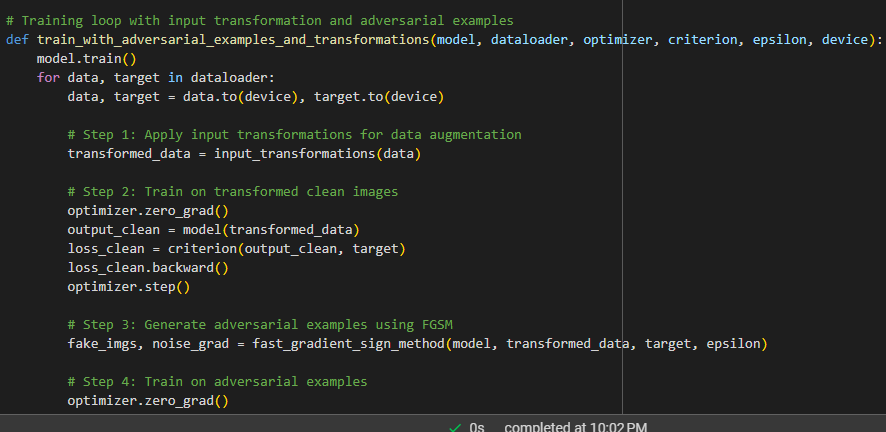 # Training loop with input transformation and adversarial examples
def train_with_adversarial_examples_and_transformations(model, dataloader, optimizer, criterion, epsilon, device):
    model.train()
    for data, target in dataloader:
        data, target = data.to(device), target.to(device)

        # Step 1: Apply input transformations for data augmentation
        transformed_data = input_transformations(data)

        # Step 2: Train on transformed clean images
        optimizer.zero_grad()
        output_clean = model(transformed_data)
        loss_clean = criterion(output_clean, target)
        loss_clean.backward()
        optimizer.step()

        # Step 3: Generate adversarial examples using FGSM
        fake_imgs, noise_grad = fast_gradient_sign_method(model, transformed_data, target, epsilon)

        # Step 4: Train on adversarial examples
        optimizer.zero_grad()
✓ 0s completed at 10:02 PM